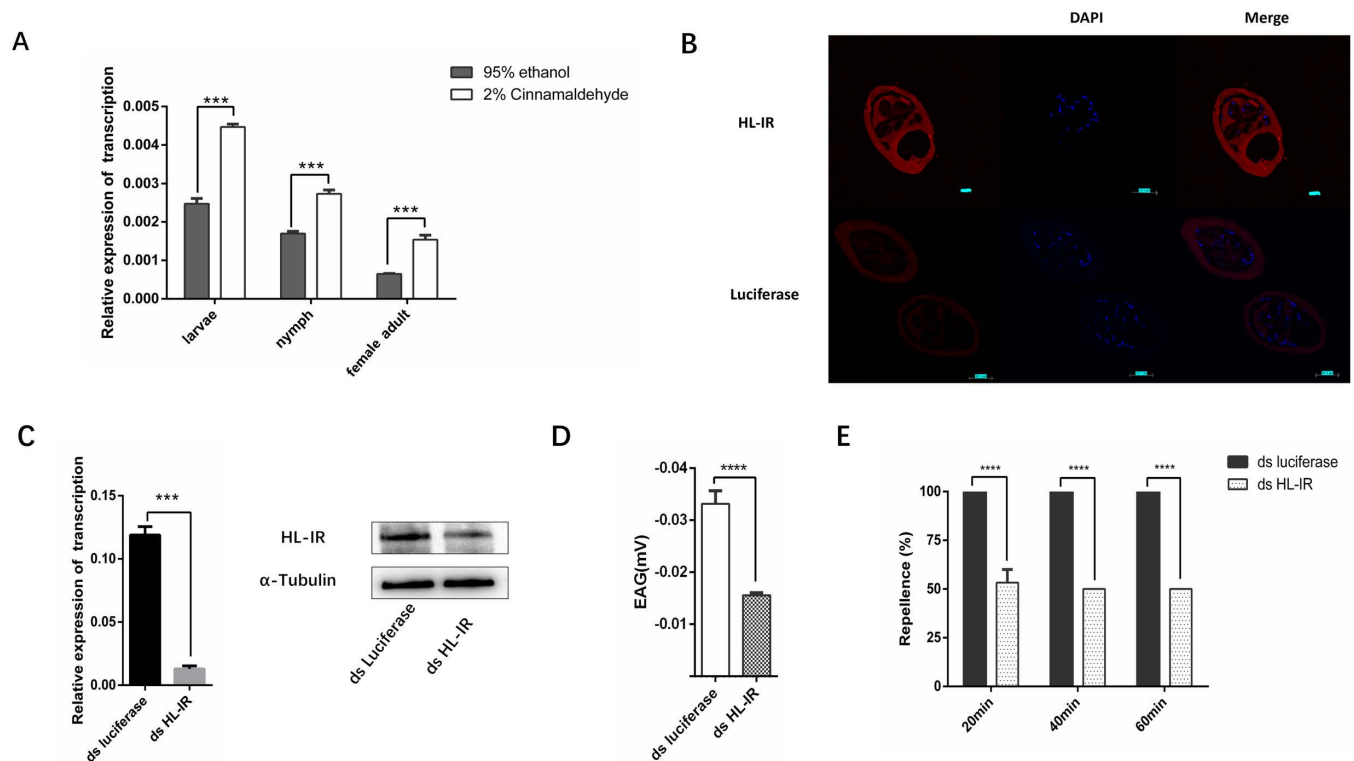 A
95% ethanol
2% Cinnamaldehyde
Relative expression of transcription
0.005
0.004
0.003
0.002
0.001
0.000
***
***
***
larvae
nymph
female adult
B
DAPI
Merge
HL-IR
Luciferase
C
Relative expression of transcription
0.15
0.10
0.05
0.00
***
ds luciferase
ds HL-IR
HL-IR
α-Tubulin
ds Luciferase
ds HL-IR
D
EAG(mV)
-0.04
-0.03
-0.02
-0.01
****
ds luciferase
ds HL-IR
E
ds luciferase
ds HL-IR
Repellence (%)
100
75
50
25
0
****
****
****
20min
40min
60min